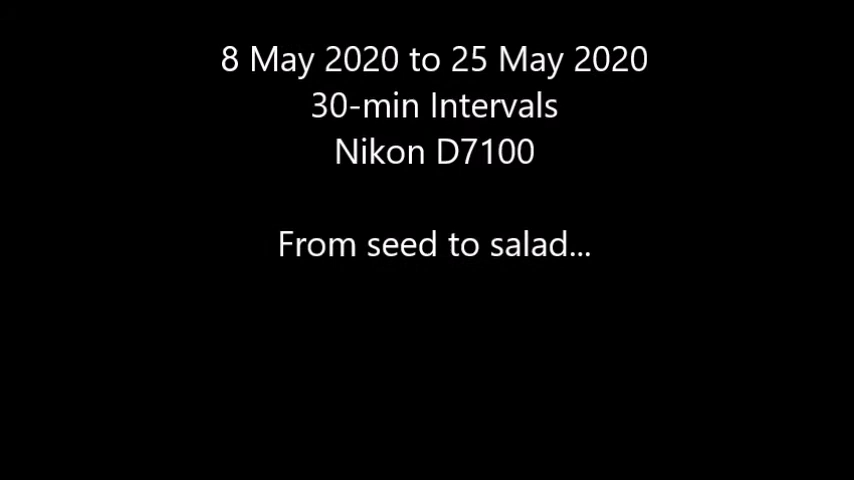 8 May 2020 to 25 May 2020
30-min Intervals
Nikon D7100
From seed to salad...